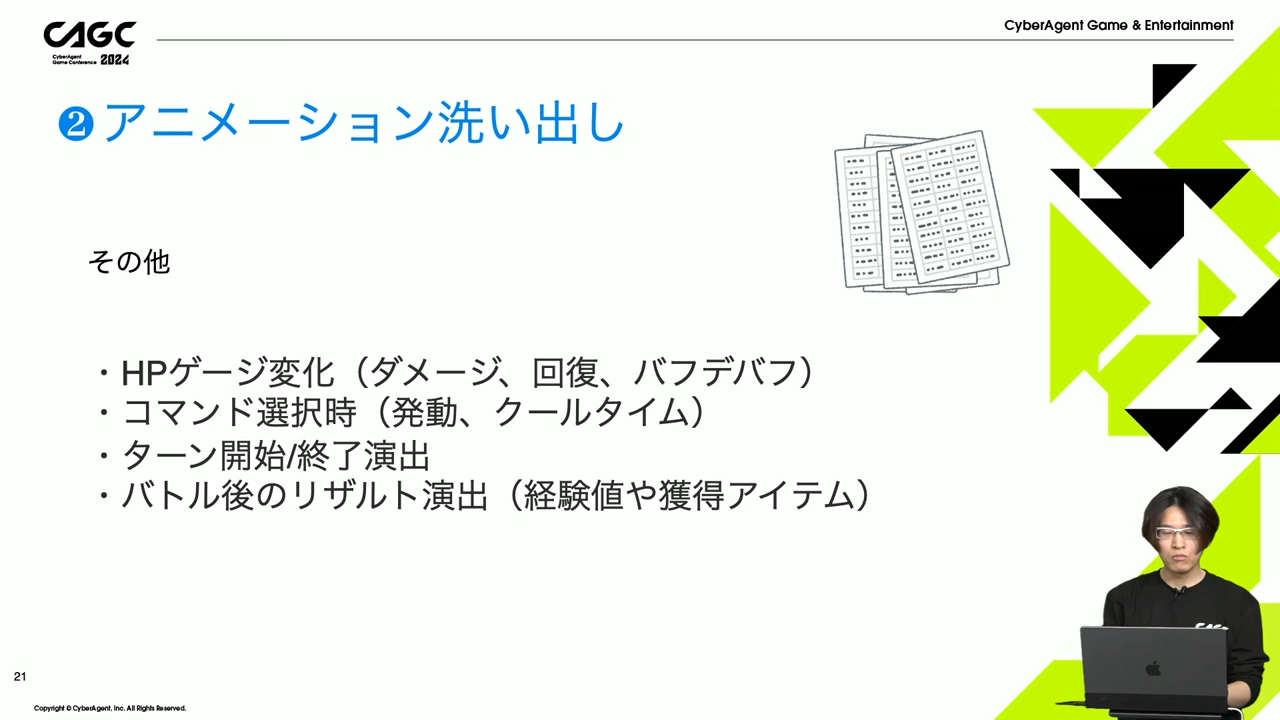 CAGC
CyberAgent
Game Conference 2024
CyberAgent Game & Entertainment
❷アニメーション洗い出し
その他
・HPゲージ変化（ダメージ、回復、バフデバフ）
・コマンド選択時（発動、クールタイム）
・ターン開始/終了演出
・バトル後のリザルト演出（経験値や獲得アイテム）
CAGC
21
Copyright © CyberAgent, Inc. All Rights Reserved.